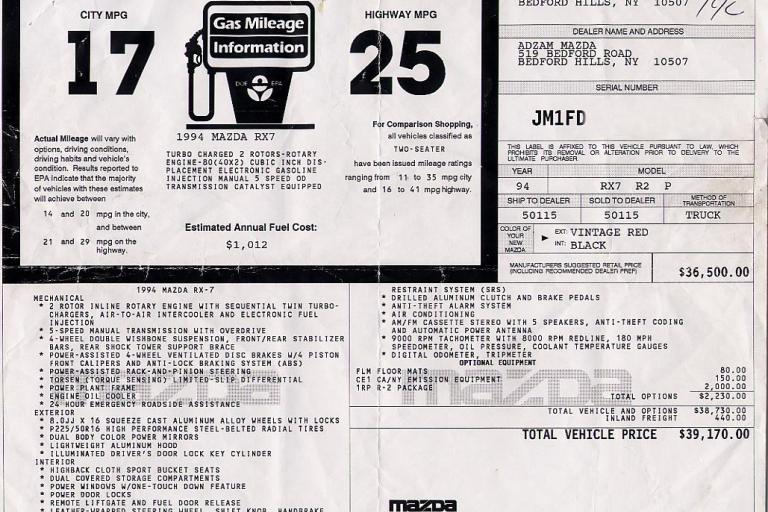 CITY MPG
17
Gas Mileage
Information
DOE EPA
HIGHWAY MPG
25
Actual Mileage will vary with
options, driving conditions,
driving habits and vehicle's
condition. Results reported to
EPA indicate that the majority
of vehicles with these estimates
will achieve between
14 and 20 mpg in the city,
and between
21 and 29 mpg on the
highway.
1994 MAZDA RX7
TURBO CHARGED 2 ROTORS-ROTARY
ENGINE-80(40X2) CUBIC INCH DIS-
PLACEMENT ELECTRONIC GASOLINE
INJECTION MANUAL 5 SPEED OD
TRANSMISSION CATALYST EQUIPPED
Estimated Annual Fuel Cost:
$1,012
For Comparison Shopping,
all vehicles classified as
TWO-SEATER
have been issued mileage ratings
ranging from 11 to 35 mpg city
and 16 to 41 mpg highway.
BEDFORD HILLS, NY 10507
DEALER NAME AND ADDRESS
ADZAM MAZDA
519 BEDFORD ROAD
BEDFORD HILLS, NY 10507
SERIAL NUMBER
JM1FD
THIS LABEL IS AFFIXED TO THIS VEHICLE PURSUANT TO LAW, WHICH
PROHIBITS ITS REMOVAL OR ALTERATION PRIOR TO DELIVERY TO THE
ULTIMATE PURCHASER.
YEAR MODEL
94 RX7 R2 P
SHIP TO DEALER SOLD TO DEALER METHOD OF TRANSPORTATION
50115 50115 TRUCK
COLOR OF YOUR NEW MAZDA
EXT: VINTAGE RED
INT: BLACK
MANUFACTURERS SUGGESTED RETAIL PRICE
(INCLUDING RECOMMENDED DEALER PREP)
$36,500.00
1994 MAZDA RX-7
MECHANICAL
* 2 ROTOR INLINE ROTARY ENGINE WITH SEQUENTIAL TWIN TURBO-
CHARGERS, AIR-TO-AIR INTERCOOLER AND ELECTRONIC FUEL
INJECTION
* 5-SPEED MANUAL TRANSMISSION WITH OVERDRIVE
* 4-WHEEL DOUBLE WISHBONE SUSPENSION, FRONT/REAR STABILIZER
BARS, REAR SHOCK TOWER SUPPORT BRACE
* POWER-ASSISTED 4-WHEEL VENTILATED DISC BRAKES W/4 PISTON
FRONT CALIPERS AND ANTI-LOCK BRAKING SYSTEM (ABS)
* POWER-ASSISTED RACK-AND-PINION STEERING
* TORSEN (TORQUE SENSING) LIMITED-SLIP DIFFERENTIAL
* POWER PLANT FRAME
* ENGINE OIL COOLER
* 24 HOUR EMERGENCY ROADSIDE ASSISTANCE
EXTERIOR
* 8.0JJ X 16 SQUEEZE CAST ALUMINUM ALLOY WHEELS WITH LOCKS
* P225/50R16 HIGH PERFORMANCE STEEL-BELTED RADIAL TIRES
* DUAL BODY COLOR POWER MIRRORS
* LIGHTWEIGHT ALUMINUM HOOD
* ILLUMINATED DRIVER'S DOOR LOCK KEY CYLINDER
INTERIOR
* HIGHBACK CLOTH SPORT BUCKET SEATS
* DUAL COVERED STORAGE COMPARTMENTS
* POWER WINDOWS W/ONE-TOUCH DOWN FEATURE
* POWER DOOR LOCKS
* REMOTE LIFTGATE AND FUEL DOOR RELEASE
* LEATHER-WRAPPED STEERING WHEEL, SHIFT KNOB, HANDBRAKE
RESTRAINT SYSTEM (SRS)
* DRILLED ALUMINUM CLUTCH AND BRAKE PEDALS
* ANTI-THEFT ALARM SYSTEM
* AIR CONDITIONING
* AM/FM CASSETTE STEREO WITH 5 SPEAKERS, ANTI-THEFT CODING
AND AUTOMATIC POWER ANTENNA
* 9000 RPM TACHOMETER WITH 8000 RPM REDLINE, 180 MPH
SPEEDOMETER, OIL PRESSURE, COOLANT TEMPERATURE GAUGES
* DIGITAL ODOMETER, TRIPMETER
OPTIONAL EQUIPMENT
FLM FLOOR MATS 80.00
CE1 CA/NY EMISSION EQUIPMENT 150.00
1RP R-2 PACKAGE 2,000.00
TOTAL OPTIONS $2,230.00
TOTAL VEHICLE AND OPTIONS $38,730.00
INLAND FREIGHT 440.00
TOTAL VEHICLE PRICE $39,170.00
mazda
mazda
mazda